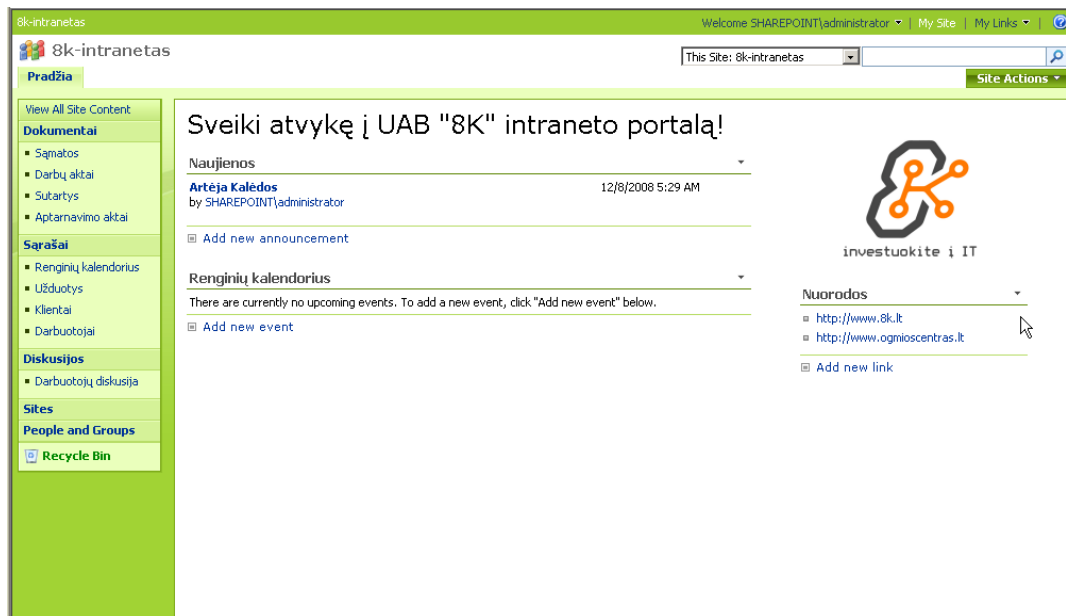 8k-intranetas
Welcome SHAREPOINT\administrator | My Site | My Links |
8k-intranetas
This Site: 8k-intranetas
Pradžia
Site Actions
View All Site Content
Dokumentai
Sąmatos
Darbų aktai
Sutartys
Aptarnavimo aktai
Sąrašai
Renginių kalendorius
Užduotys
Klientai
Darbuotojai
Diskusijos
Darbuotojų diskusija
Sites
People and Groups
Recycle Bin
Sveiki atvykę į UAB "8K" intraneto portalą!
Naujienos
Artėja Kalėdos 12/8/2008 5:29 AM
by SHAREPOINT\administrator
Add new announcement
Renginių kalendorius
There are currently no upcoming events. To add a new event, click "Add new event" below.
Add new event
investuokite į IT
Nuorodos
http://www.8k.lt
http://www.ogmioscentras.lt
Add new link